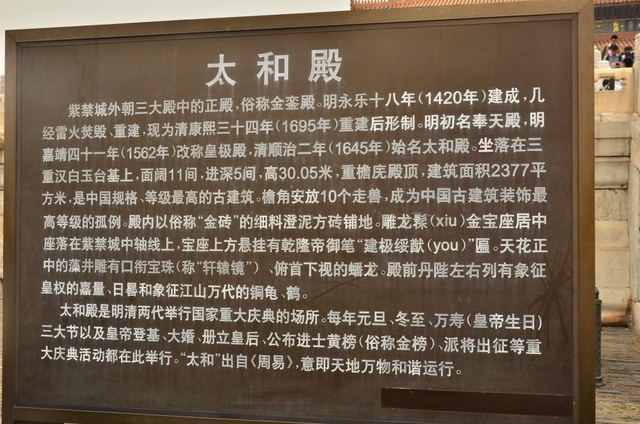 太和殿
紫禁城外朝三大殿中的正殿，俗称金銮殿。明永乐十八年（1420年）建成，几
经雷火焚毁、重建，现为清康熙三十四年（1695年）重建后形制。明初名奉天殿，明
嘉靖四十一年（1562年）改称皇极殿，清顺治二年（1645年）始名太和殿。坐落在三
重汉白玉台基上，面阔11间，进深5间，高30.05米，重檐庑殿顶，建筑面积2377平
方米，是中国规格、等级最高的古建筑。檐角安放10个走兽，成为中国古建筑装饰最
高等级的孤例。殿内以俗称“金砖”的细料澄泥方砖铺地。雕龙髹（xiu）金宝座居中
座落在紫禁城中轴线上，宝座上方悬挂有乾隆帝御笔“建极绥猷（you）”匾。天花正
中的藻井雕有口衔宝珠（称“轩辕镜”）、俯首下视的蟠龙。殿前丹陛左右列有象征
皇权的嘉量、日晷和象征江山万代的铜龟、鹤。
太和殿是明清两代举行国家重大庆典的场所。每年元旦、冬至、万寿（皇帝生日）
三大节以及皇帝登基、大婚、册立皇后、公布进士黄榜（俗称金榜）、派将出征等重
大庆典活动都在此举行。“太和”出自《周易》，意即天地万物和谐运行。